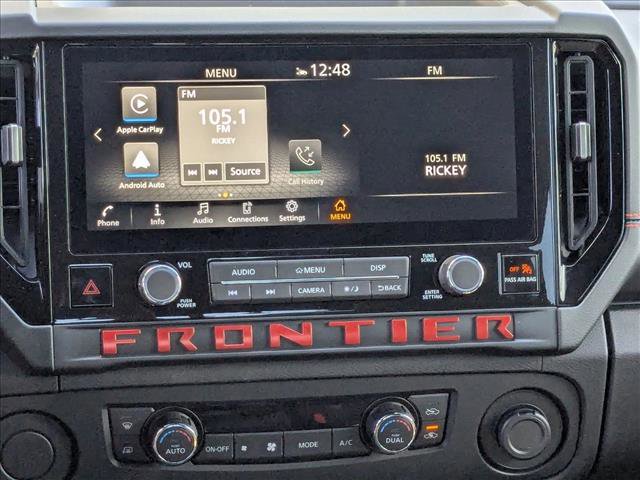 MENU
12:48
FM
FM
105.1
FM
RICKEY
Source
Apple CarPlay
Android Auto
Call History
105.1 FM
RICKEY
Phone
Info
Audio
Connections
Settings
MENU
VOL
PUSH
POWER
AUDIO
MENU
DISP
CAMERA
BACK
TUNE
SCROLL
ENTER
SETTING
OFF
PASS AIR BAG
FRONTIER
AUTO
ON·OFF
MODE
A/C
DUAL